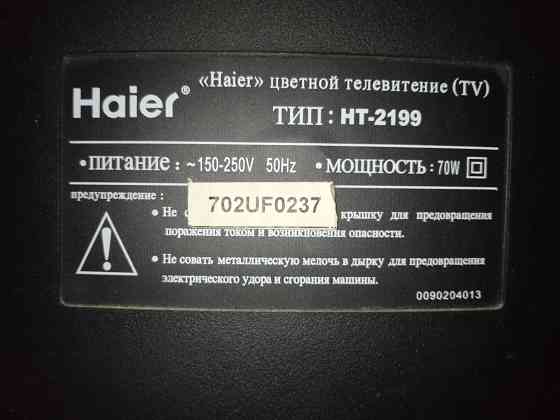 Haier®
«Haier» цветной телевитение (TV)
ТИП : HT-2199
•ПИТАНИЕ : ~150-250V 50Hz •МОЩНОСТЬ: 70W
предупреждение :
702UF0237
• Не крышку для предовращения
поражения током и возникновения опасности.
• Не совать металлическую мелочь в дырку для предовращения
электрического удора и сгорания машины.
0090204013